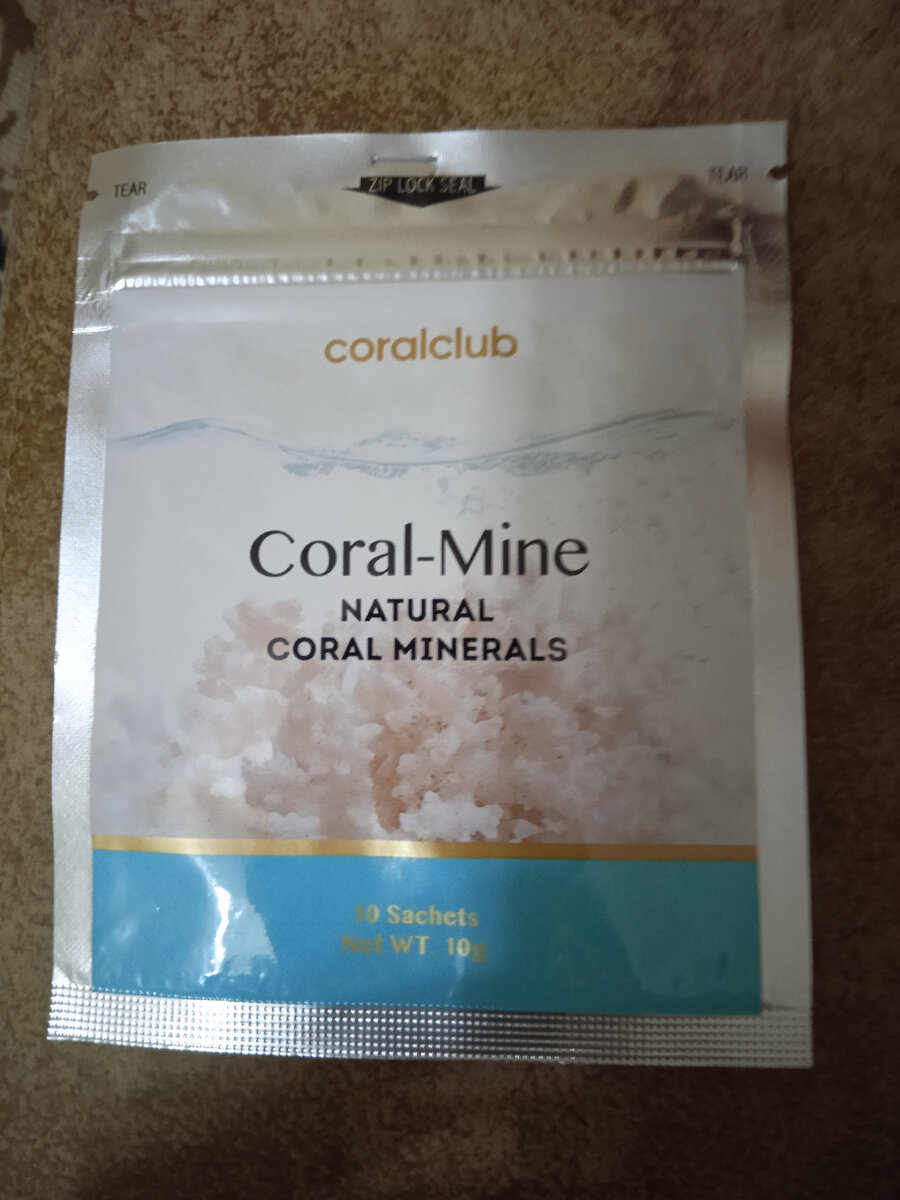 TEAR
ZIP LOCK SEAL
TEAR
coralclub
Coral-Mine
NATURAL
CORAL MINERALS
10 Sachets
Net WT. 10g